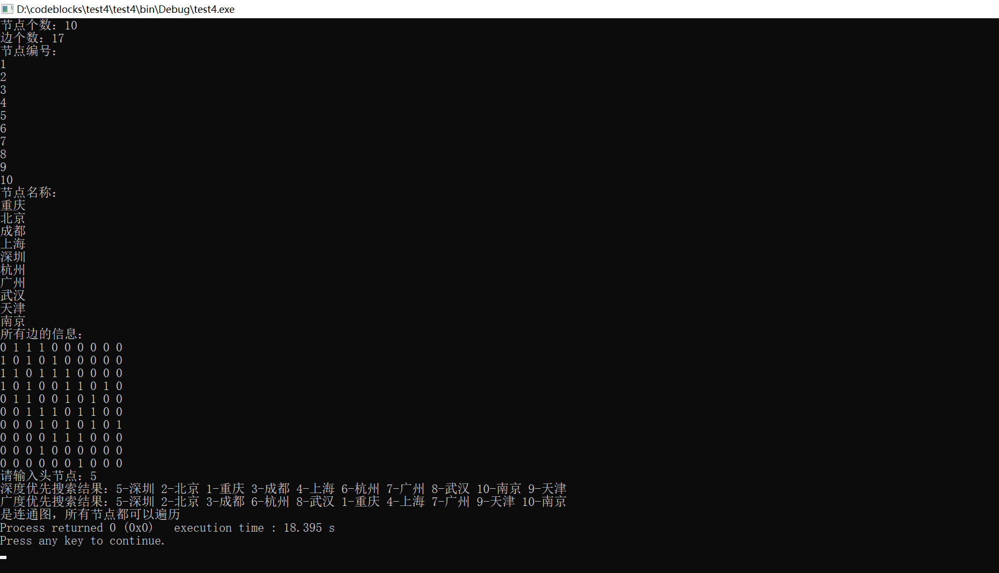 D:\codeblocks\test4\test4\bin\Debug\test4.exe
节点个数：10
边个数：17
节点编号：
1
2
3
4
5
6
7
8
9
10
节点名称：
重庆
北京
成都
上海
深圳
杭州
广州
武汉
天津
南京
所有边的信息：
0 1 1 1 0 0 0 0 0 0
1 0 1 0 1 0 0 0 0 0
1 1 0 1 1 1 0 0 0 0
1 0 1 0 0 1 1 0 1 0
0 1 1 0 0 1 0 1 0 0
0 0 1 1 1 0 1 1 0 0
0 0 0 1 0 1 0 1 0 1
0 0 0 0 1 1 1 0 0 0
0 0 0 1 0 0 0 0 0 0
0 0 0 0 0 0 1 0 0 0
请输入头节点：5
深度优先搜索结果：5-深圳 2-北京 1-重庆 3-成都 4-上海 6-杭州 7-广州 8-武汉 10-南京 9-天津
广度优先搜索结果：5-深圳 2-北京 3-成都 6-杭州 8-武汉 1-重庆 4-上海 7-广州 9-天津 10-南京
是连通图，所有节点都可以遍历
Process returned 0 (0x0)   execution time : 18.395 s
Press any key to continue.